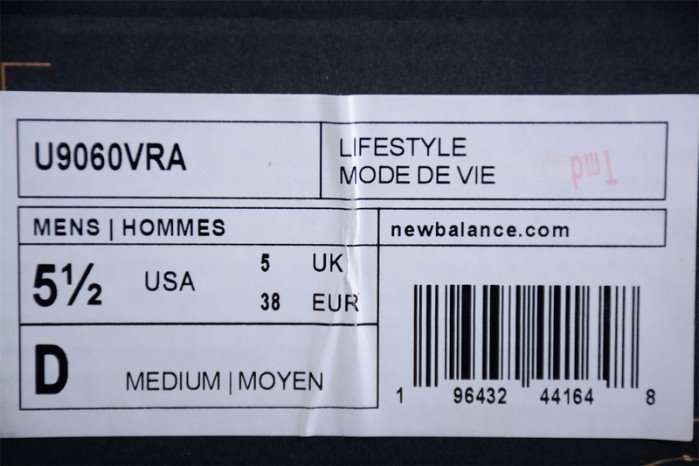 U9060VRA
LIFESTYLE
MODE DE VIE
MENS | HOMMES
newbalance.com
5½ USA
5 UK
38 EUR
D MEDIUM | MOYEN
1 96432 44164 8